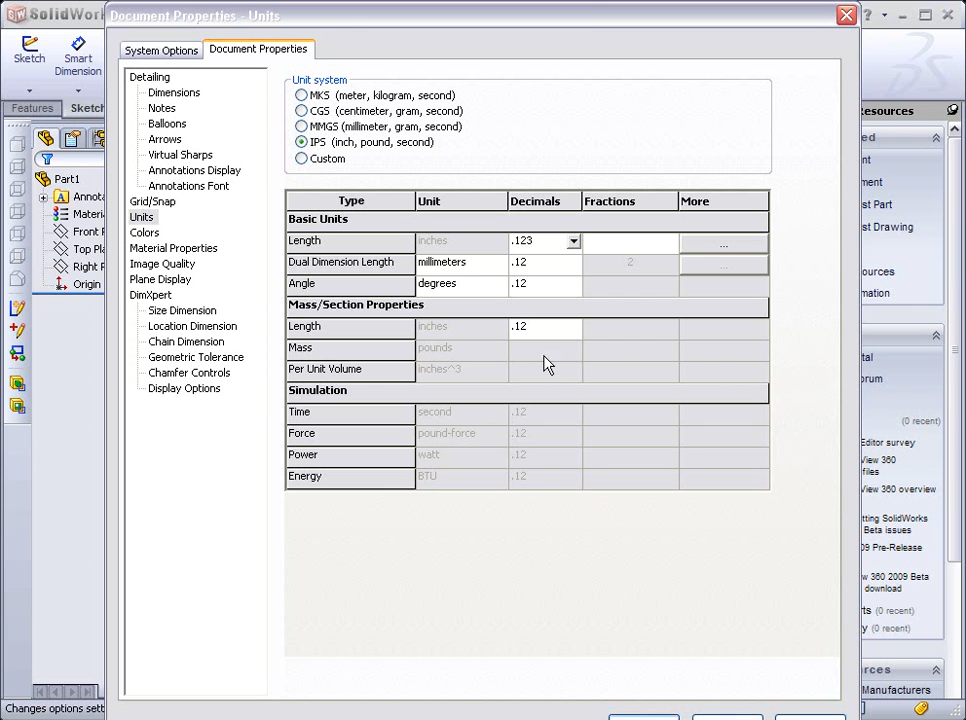 SolidWor
Document Properties - Units
?
Sketch
Smart
Dimension
Features
Sketch
System Options
Document Properties
Part1
Annota
Materi
Front P
Top Pla
Right P
Origin
Detailing
Dimensions
Notes
Balloons
Arrows
Virtual Sharps
Annotations Display
Annotations Font
Grid/Snap
Units
Colors
Material Properties
Image Quality
Plane Display
DimXpert
Size Dimension
Location Dimension
Chain Dimension
Geometric Tolerance
Chamfer Controls
Display Options
Unit system
MKS (meter, kilogram, second)
CGS (centimeter, gram, second)
MMGS (millimeter, gram, second)
IPS (inch, pound, second)
Custom
Type Unit Decimals Fractions More
Basic Units
Length inches .123 ...
Dual Dimension Length millimeters .12 2 ...
Angle degrees .12
Mass/Section Properties
Length inches .12
Mass pounds
Per Unit Volume inches^3
Simulation
Time second .12
Force pound-force .12
Power watt .12
Energy BTU .12
esources
ed
nt
ment
st Part
st Drawing
ources
mation
tal
orum
(0 recent)
Editor survey
View 360
files
View 360 overview
tting SolidWorks
Beta issues
09 Pre-Release
ew 360 2009 Beta
download
ts (0 recent)
y (0 recent)
rces
Manufacturers
Changes options sett